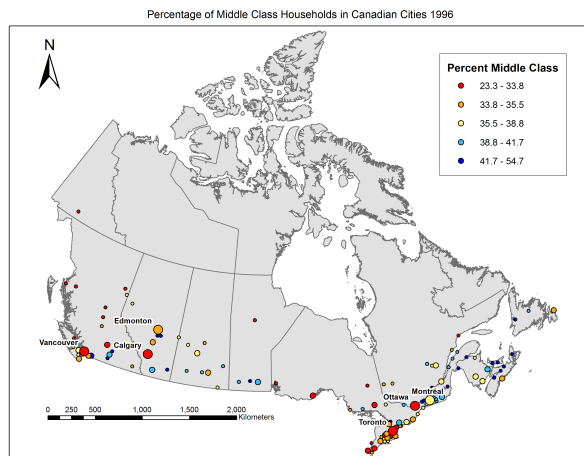 Percentage of Middle Class Households in Canadian Cities 1996
N
Percent Middle Class
23.3 - 33.8
33.8 - 35.5
35.5 - 38.8
38.8 - 41.7
41.7 - 54.7
Edmonton
Vancouver
Calgary
Montréal
Ottawa
Toronto
0 250 500 1,000 1,500 2,000
Kilometers